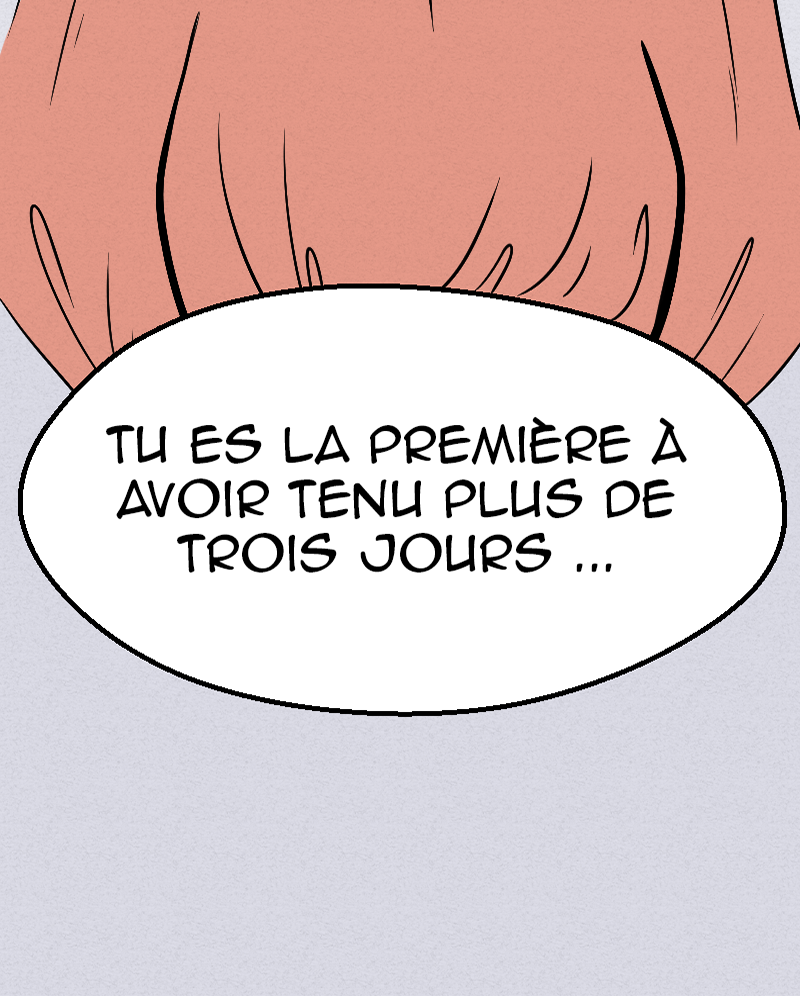 TU ES LA PREMIÈRE À
AVOIR TENU PLUS DE
TROIS JOURS ...